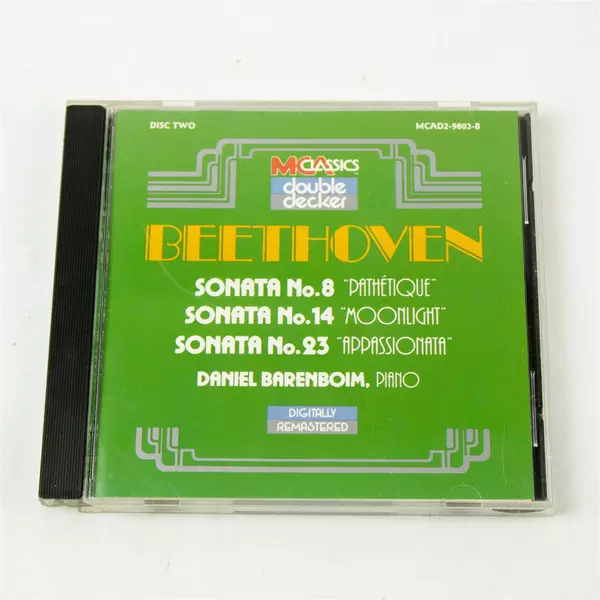 DISC TWO MCAD2-9803-B
MCA CLASSICS
double
decker
BEETHOVEN
SONATA No.8 "PATHÉTIQUE"
SONATA No.14 "MOONLIGHT"
SONATA No.23 "APPASSIONATA"
DANIEL BARENBOIM, PIANO
DIGITALLY
REMASTERED